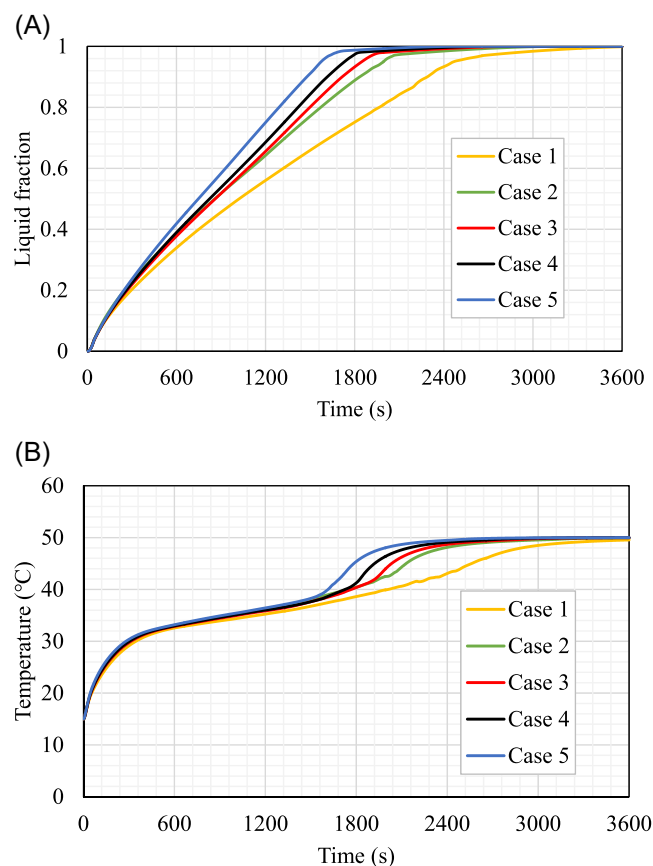 (A)
1
0.8
0.6
0.4
0.2
0
Liquid fraction
Case 1
Case 2
Case 3
Case 4
Case 5
0 600 1200 1800 2400 3000 3600
Time (s)
(B)
60
50
40
30
20
10
0
Temperature (°C)
Case 1
Case 2
Case 3
Case 4
Case 5
0 600 1200 1800 2400 3000 3600
Time (s)